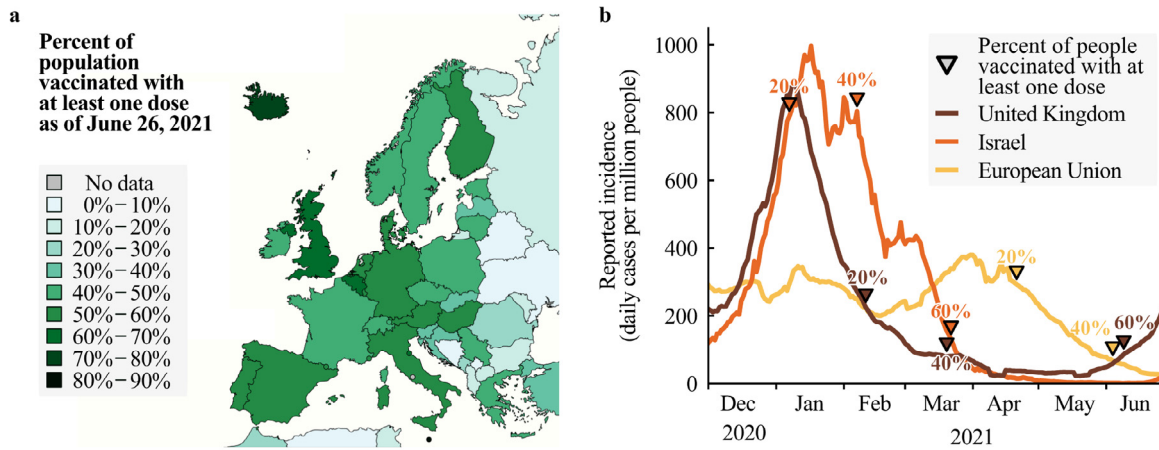 a
Percent of
population
vaccinated with
at least one dose
as of June 26, 2021
No data
0%–10%
10%–20%
20%–30%
30%–40%
40%–50%
50%–60%
60%–70%
70%–80%
80%–90%
b
Reported incidence
(daily cases per million people)
1000
800
600
400
200
0
Percent of people
vaccinated with at
least one dose
United Kingdom
Israel
European Union
20%
40%
20%
60%
40%
20%
40%
60%
Dec
Jan
Feb
Mar
Apr
May
Jun
2020
2021